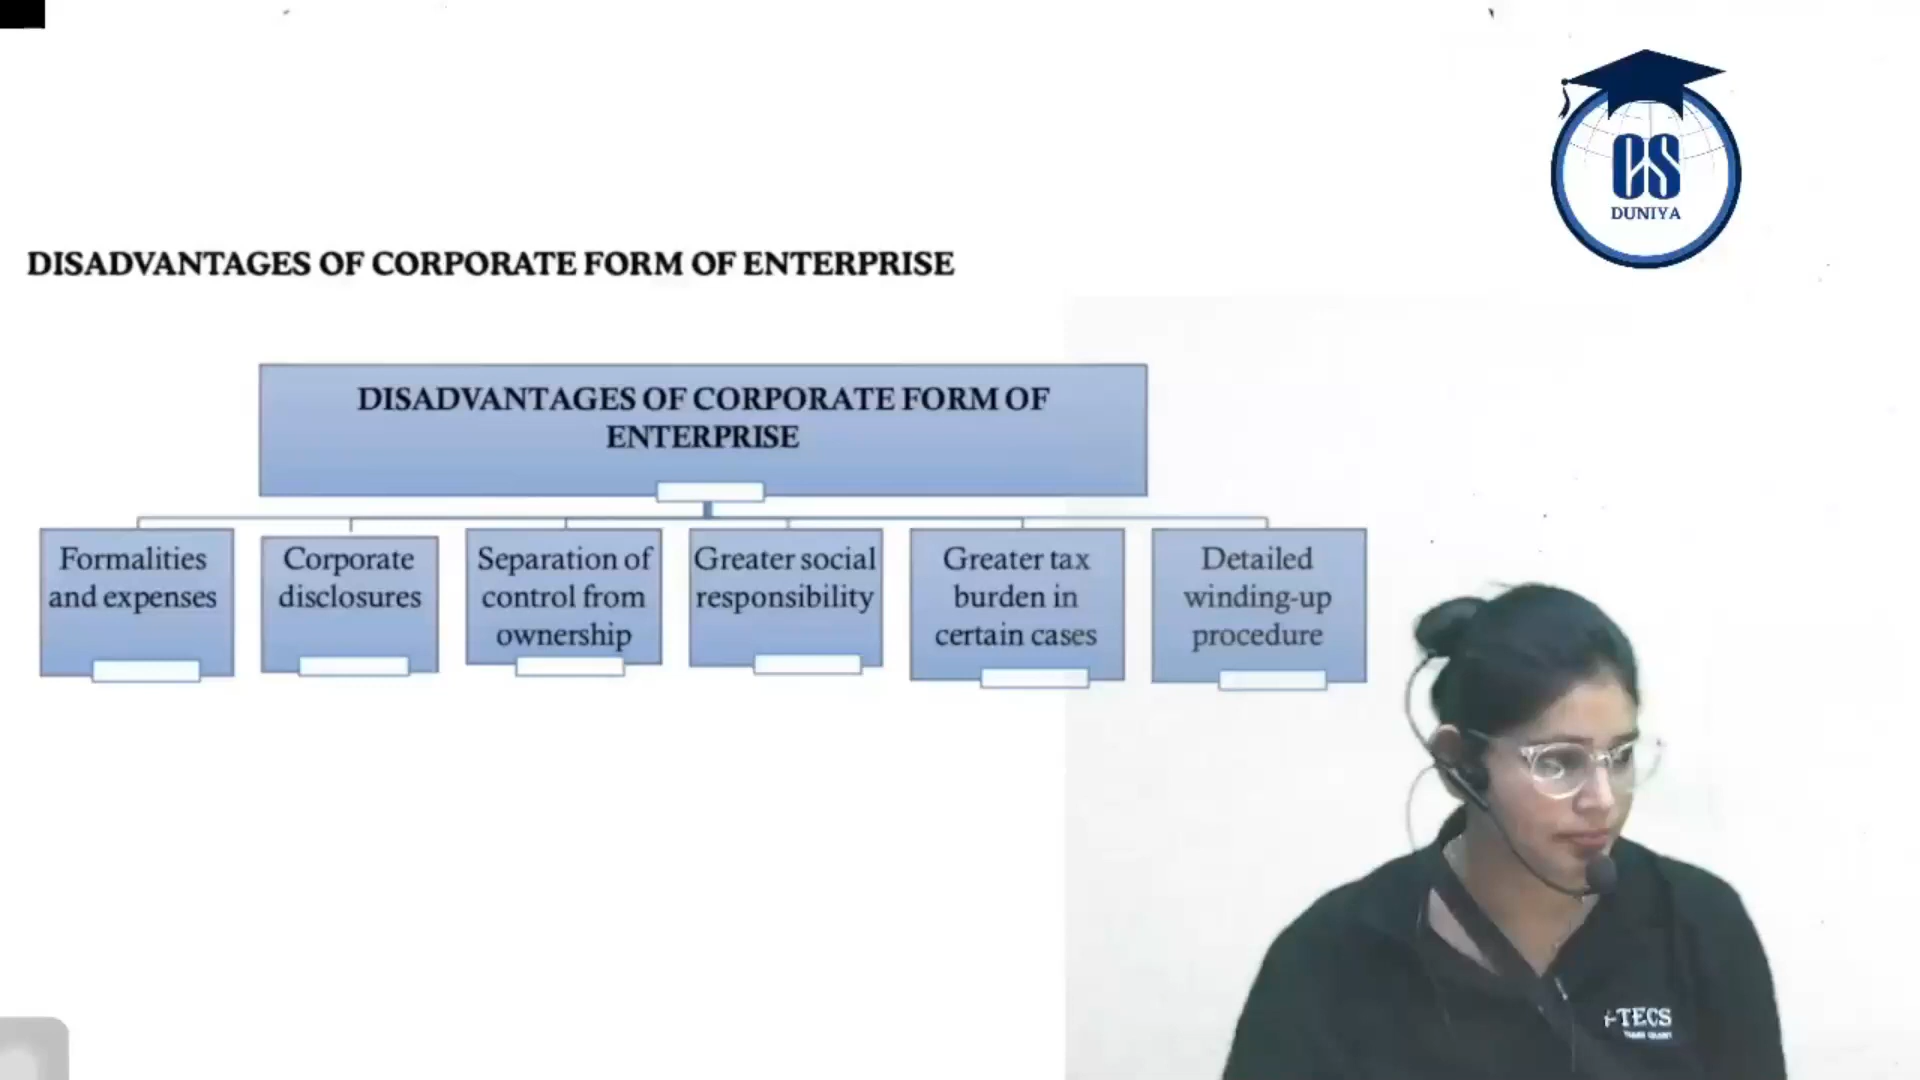 CS
DUNIYA
DISADVANTAGES OF CORPORATE FORM OF ENTERPRISE
DISADVANTAGES OF CORPORATE FORM OF
ENTERPRISE
Formalities
and expenses
Corporate
disclosures
Separation of
control from
ownership
Greater social
responsibility
Greater tax
burden in
certain cases
Detailed
winding-up
procedure
TECS